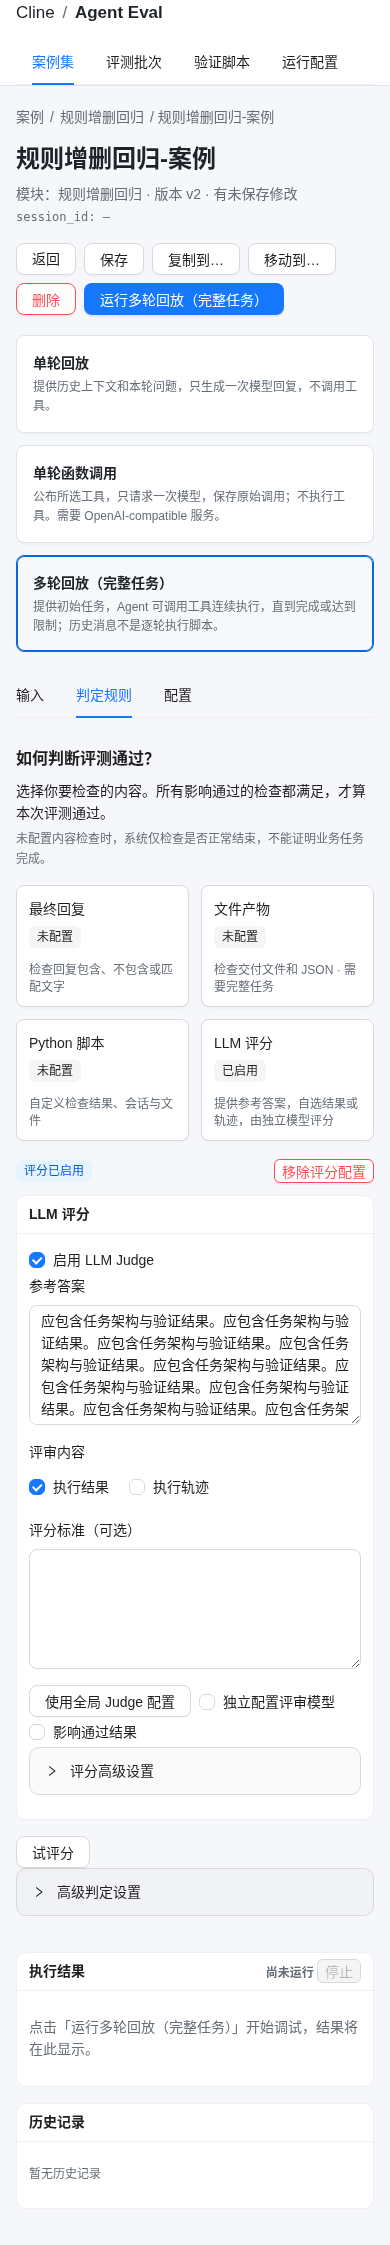 Cline / Agent Eval
案例集 评测批次 验证脚本 运行配置
案例 / 规则增删回归 / 规则增删回归-案例
规则增删回归-案例
模块：规则增删回归 · 版本 v2 · 有未保存修改
session_id: —
返回 保存 复制到… 移动到…
删除 运行多轮回放（完整任务）
单轮回放
提供历史上下文和本轮问题，只生成一次模型回复，不调用工
具。
单轮函数调用
公布所选工具，只请求一次模型，保存原始调用；不执行工
具。需要 OpenAI-compatible 服务。
多轮回放（完整任务）
提供初始任务，Agent 可调用工具连续执行，直到完成或达到
限制；历史消息不是逐轮执行脚本。
输入 判定规则 配置
如何判断评测通过？
选择你要检查的内容。所有影响通过的检查都满足，才算
本次评测通过。
未配置内容检查时，系统仅检查是否正常结束，不能证明业务任务
完成。
最终回复
未配置
检查回复包含、不包含或匹
配文字
文件产物
未配置
检查交付文件和 JSON · 需
要完整任务
Python 脚本
未配置
自定义检查结果、会话与文
件
LLM 评分
已启用
提供参考答案，自选结果或
轨迹，由独立模型评分
评分已启用 移除评分配置
LLM 评分
启用 LLM Judge
参考答案
应包含任务架构与验证结果。应包含任务架构与验
证结果。应包含任务架构与验证结果。应包含任务
架构与验证结果。应包含任务架构与验证结果。应
包含任务架构与验证结果。应包含任务架构与验证
结果。应包含任务架构与验证结果。应包含任务架
评审内容
执行结果 执行轨迹
评分标准（可选）
使用全局 Judge 配置 独立配置评审模型
影响通过结果
评分高级设置
试评分
高级判定设置
执行结果 尚未运行 停止
点击「运行多轮回放（完整任务）」开始调试，结果将
在此显示。
历史记录
暂无历史记录